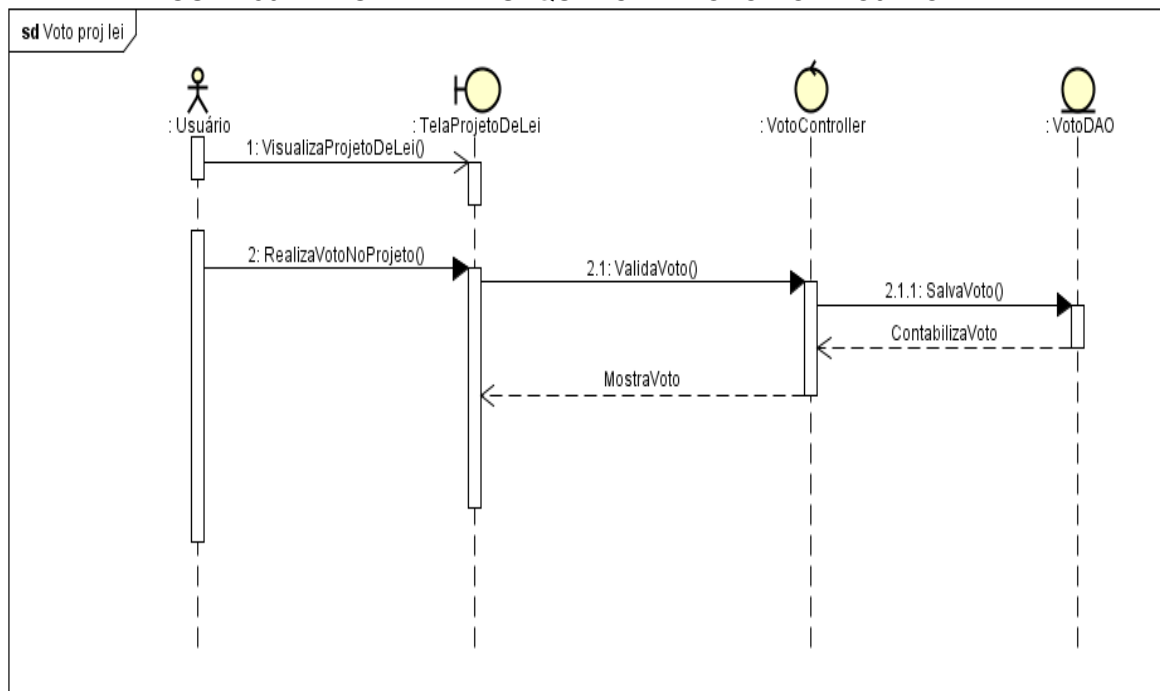 sd Voto proj lei
: Usuário
: TelaProjetoDeLei
: VotoController
: VotoDAO
1: VisualizaProjetoDeLei()
2: RealizaVotoNoProjeto()
2.1: ValidaVoto()
2.1.1: SalvaVoto()
ContabilizaVoto
MostraVoto